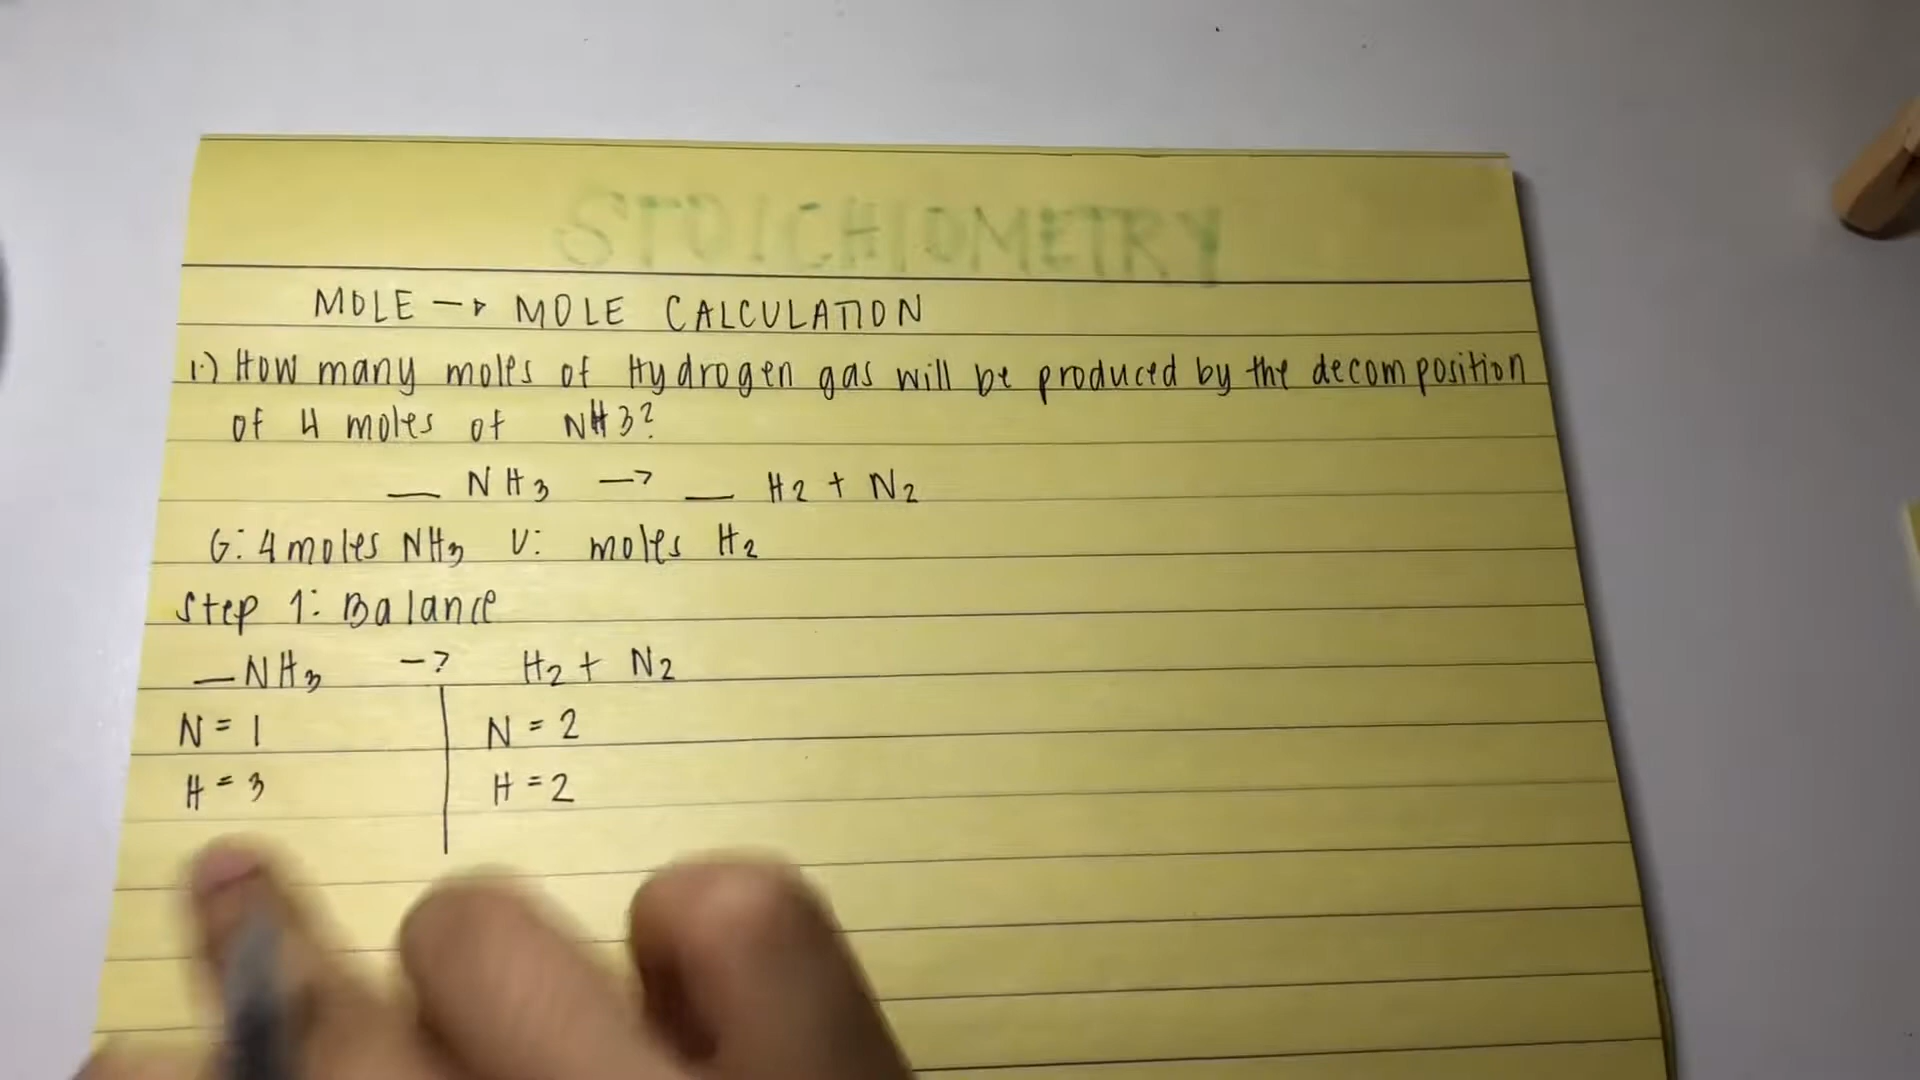 STOICHIOMETRY
MOLE → MOLE CALCULATION
1.) How many moles of Hydrogen gas will be produced by the decomposition
of 4 moles of NH3?
__ NH3 → __ H2 + N2
G: 4 moles NH3 U: moles H2
Step 1: Balance
__NH3 → H2 + N2
N = 1 N = 2
H = 3 H = 2